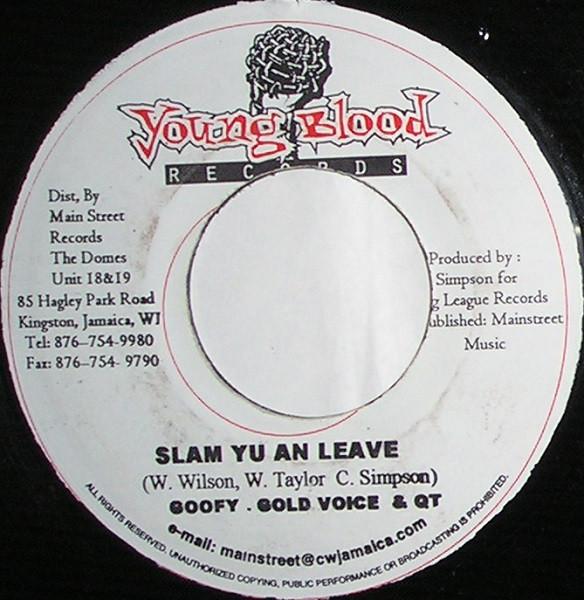 Young Blood
RECORDS
Dist, By
Main Street
Records
The Domes
Unit 18&19
85 Hagley Park Road
Kingston, Jamaica, WI
Tel: 876-754-9980
Fax: 876-754- 9790
Produced by :
Simpson for
g League Records
ublished: Mainstreet
Music
SLAM YU AN LEAVE
(W. Wilson, W. Taylor C. Simpson)
GOOFY . GOLD VOICE & QT
e-mail: mainstreet@cwjamaica.com
ALL RIGHTS RESERVED, UNAUTHORIZED COPYING, PUBLIC PERFORMANCE OR BROADCASTING IS PROHIBITED.